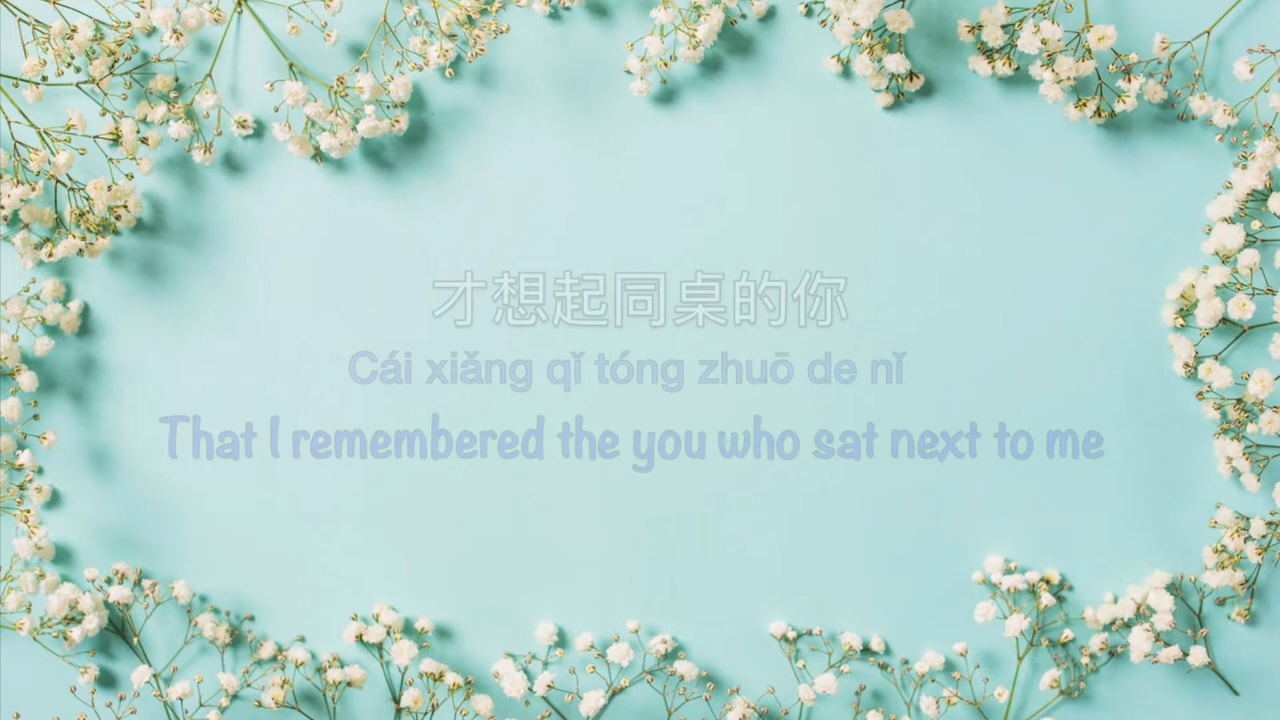 才想起同桌的你
Cái xiǎng qǐ tóng zhuō de nǐ
That I remembered the you who sat next to me